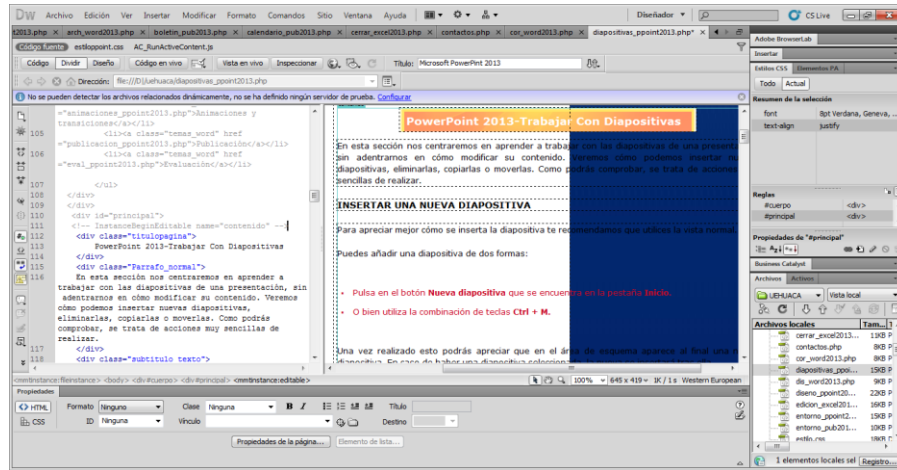 DW Archivo Edición Ver Insertar Modificar Formato Comandos Sitio Ventana Ayuda Diseñador CS Live
t2013.php × arch_word2013.php × boletin_pub2013.php × calendario_pub2013.php × cerrar_excel2013.php × contactos.php × cor_word2013.php × diapositivas_ppoint2013.php* ×
Código fuente estiloppoint.css AC_RunActiveContent.js
Código Dividir Diseño Código en vivo Vista en vivo Inspeccionar Título: Microsoft PowerPint 2013
Dirección: file:///D|/uehuaca/diapositivas_ppoint2013.php
No se pueden detectar los archivos relacionados dinámicamente, no se ha definido ningún servidor de prueba. Configurar
"animaciones_ppoint2013.php">Animaciones y
transiciones</a></li>
105 <li><a class="temas_word" href
="publicacion_ppoint2013.php">Publicación</a></li>
106 <li><a class="temas_word" href
="eval_ppoint2013.php">Evaluación</a></li>
107 </ul>
108 </div>
109 </div>
110 <div id="principal">
111 <!-- InstanceBeginEditable name="contenido" -->
112 <div class="titulopagina">
113 PowerPoint 2013-Trabajar Con Diapositivas
114 </div>
115 <div class="Parrafo_normal">
116 En esta sección nos centraremos en aprender a
trabajar con las diapositivas de una presentación, sin
adentrarnos en cómo modificar su contenido. Veremos
cómo podemos insertar nuevas diapositivas,
eliminarlas, copiarlas o moverlas. Como podrás
comprobar, se trata de acciones muy sencillas de
realizar.
117 </div>
118 <div class="subtitulo_texto">
PowerPoint 2013-Trabajar Con Diapositivas
En esta sección nos centraremos en aprender a trabajar con las diapositivas de una presenta
sin adentrarnos en cómo modificar su contenido. Veremos cómo podemos insertar nu
diapositivas, eliminarlas, copiarlas o moverlas. Como podrás comprobar, se trata de acciones
sencillas de realizar.
INSERTAR UNA NUEVA DIAPOSITIVA
Para apreciar mejor cómo se inserta la diapositiva te recomendamos que utilices la vista normal.
Puedes añadir una diapositiva de dos formas:
• Pulsa en el botón Nueva diapositiva que se encuentra en la pestaña Inicio.
• O bien utiliza la combinación de teclas Ctrl + M.
Una vez realizado esto podrás apreciar que en el área de esquema aparece al final una n
<mmtinstance:fileinstance> <body> <div#cuerpo> <div#principal> <mmtinstance:editable> 100% 645 x 419 1K / 1 s Western European
Propiedades
<> HTML Formato Ninguno Clase Ninguna B I Título
CSS ID Ninguna Vínculo Destino
Propiedades de la página... Elemento de lista...
Adobe BrowserLab
Insertar
Estilos CSS Elementos PA
Todo Actual
Resumen de la selección
font 8pt Verdana, Geneva, ...
text-align justify
Reglas
#cuerpo <div>
#principal <div>
Propiedades de "#principal"
Business Catalyst
Archivos Activos
UEHUACA Vista local
Archivos locales Tam...
cerrar_excel2013... 11KB P
contactos.php 8KB P
cor_word2013.php 8KB P
diapositivas_ppoi... 15KB P
dis_word2013.php 9KB P
diseno_ppoint20... 22KB P
edicion_excel201... 16KB P
entorno_ppoint2... 15KB P
entorno_pub201... 10KB P
estilo.css 18KB
1 elementos locales sel Registro...